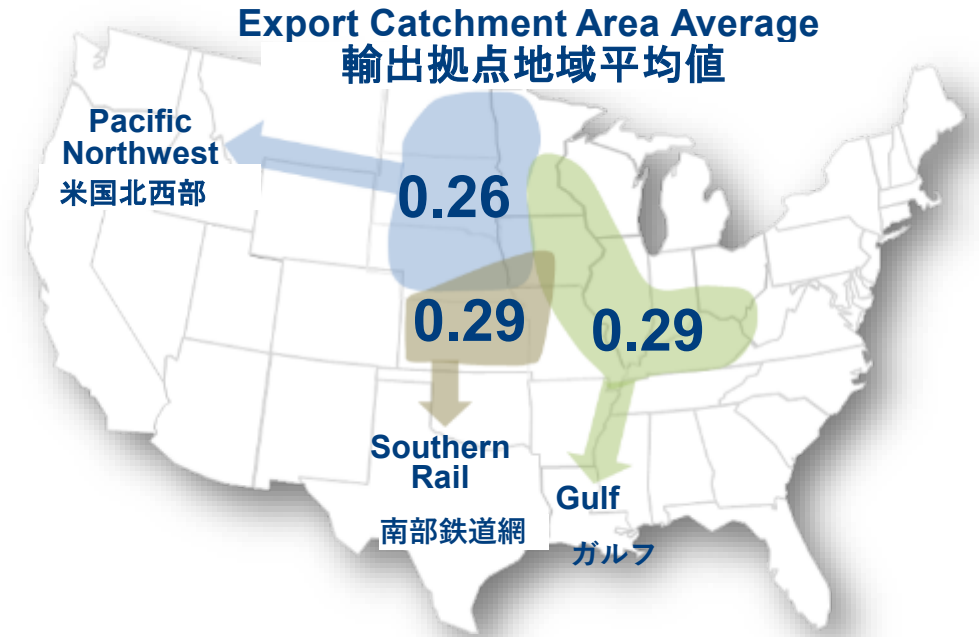 Export Catchment Area Average
輸出拠点地域平均値
Pacific
Northwest
米国北西部
0.26
0.29
0.29
Southern
Rail
南部鉄道網
Gulf
ガルフ